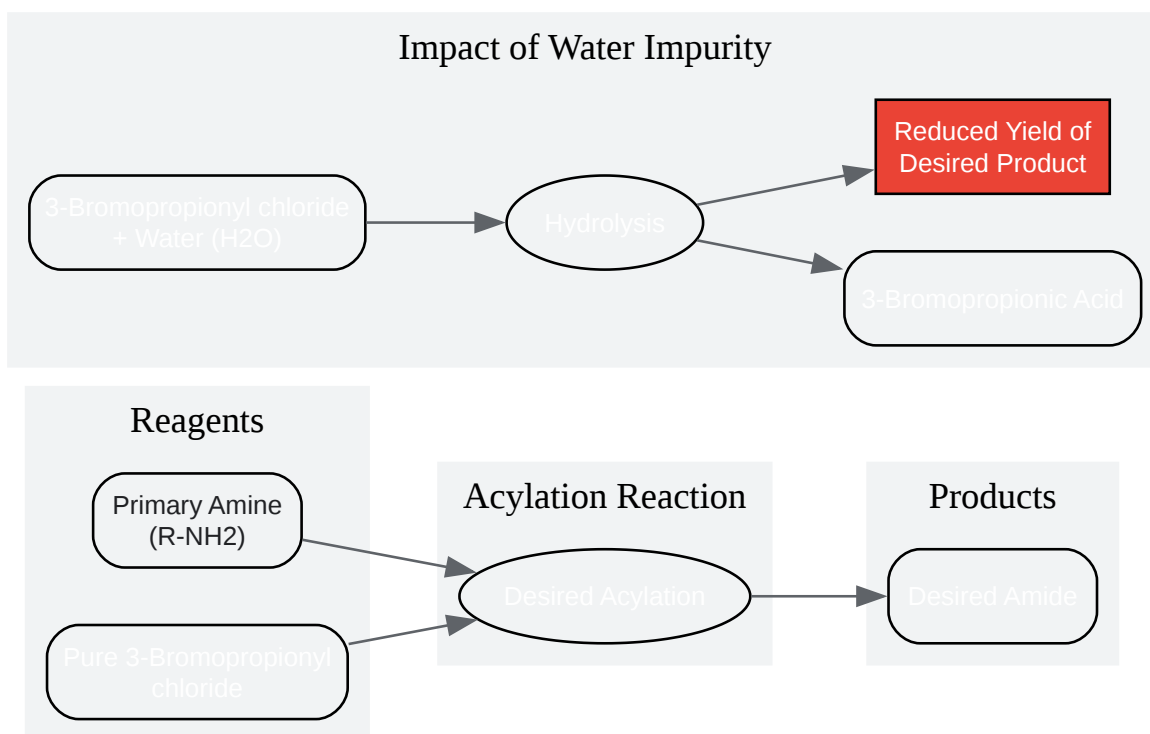 Impact of Water Impurity
3-Bromopropionyl chloride
+ Water (H2O)
Hydrolysis
Reduced Yield of
Desired Product
3-Bromopropionic Acid
Reagents
Primary Amine
(R-NH2)
Pure 3-Bromopropionyl
chloride
Acylation Reaction
Desired Acylation
Products
Desired Amide